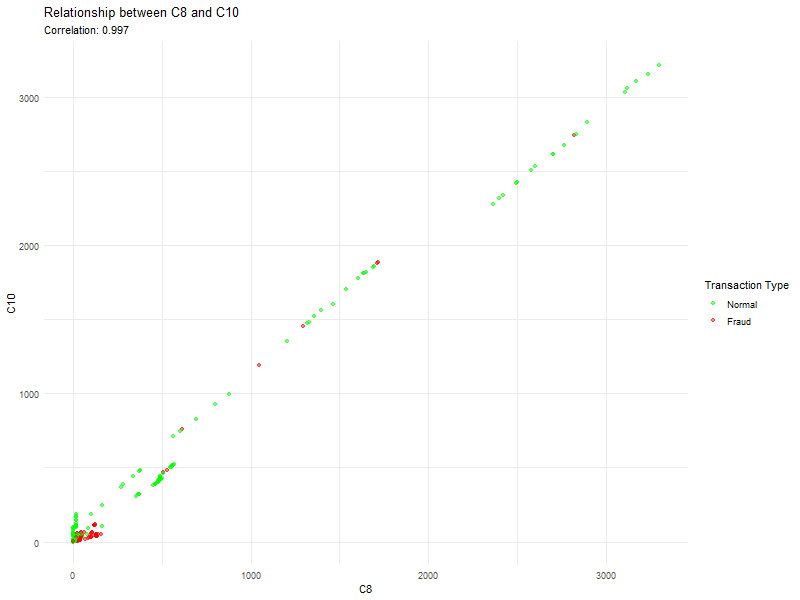 Relationship between C8 and C10
Correlation: 0.997
3000
2000
1000
0
C10
0
1000
2000
3000
C8
Transaction Type
Normal
Fraud